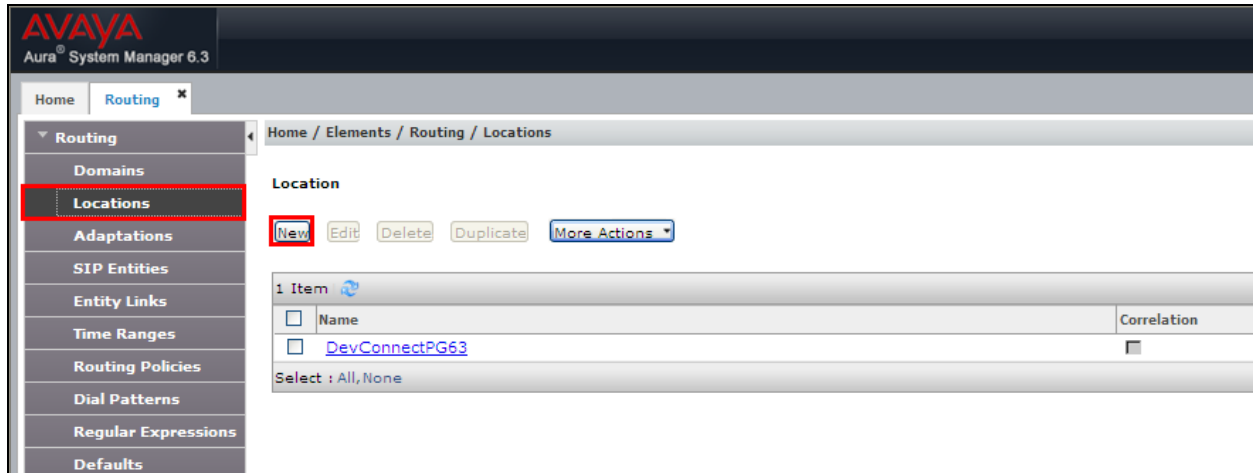 AVAYA
Aura® System Manager 6.3
Home
Routing ×
Routing
Domains
Locations
Adaptations
SIP Entities
Entity Links
Time Ranges
Routing Policies
Dial Patterns
Regular Expressions
Defaults
Home / Elements / Routing / Locations
Location
New Edit Delete Duplicate More Actions
1 Item
Name Correlation
DevConnectPG63
Select : All, None